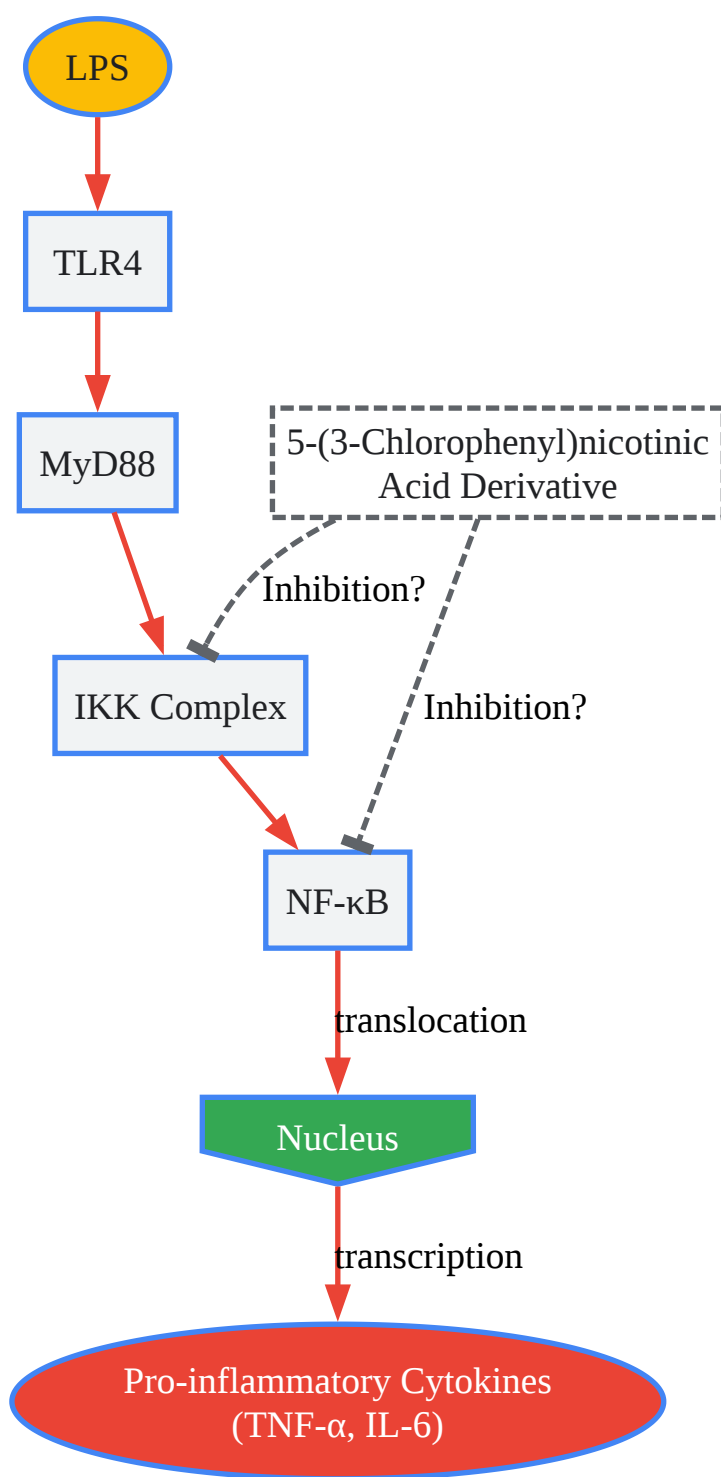 LPS
TLR4
MyD88
5-(3-Chlorophenyl)nicotinic
Acid Derivative
Inhibition?
IKK Complex
Inhibition?
NF-κB
translocation
Nucleus
transcription
Pro-inflammatory Cytokines
(TNF-α, IL-6)